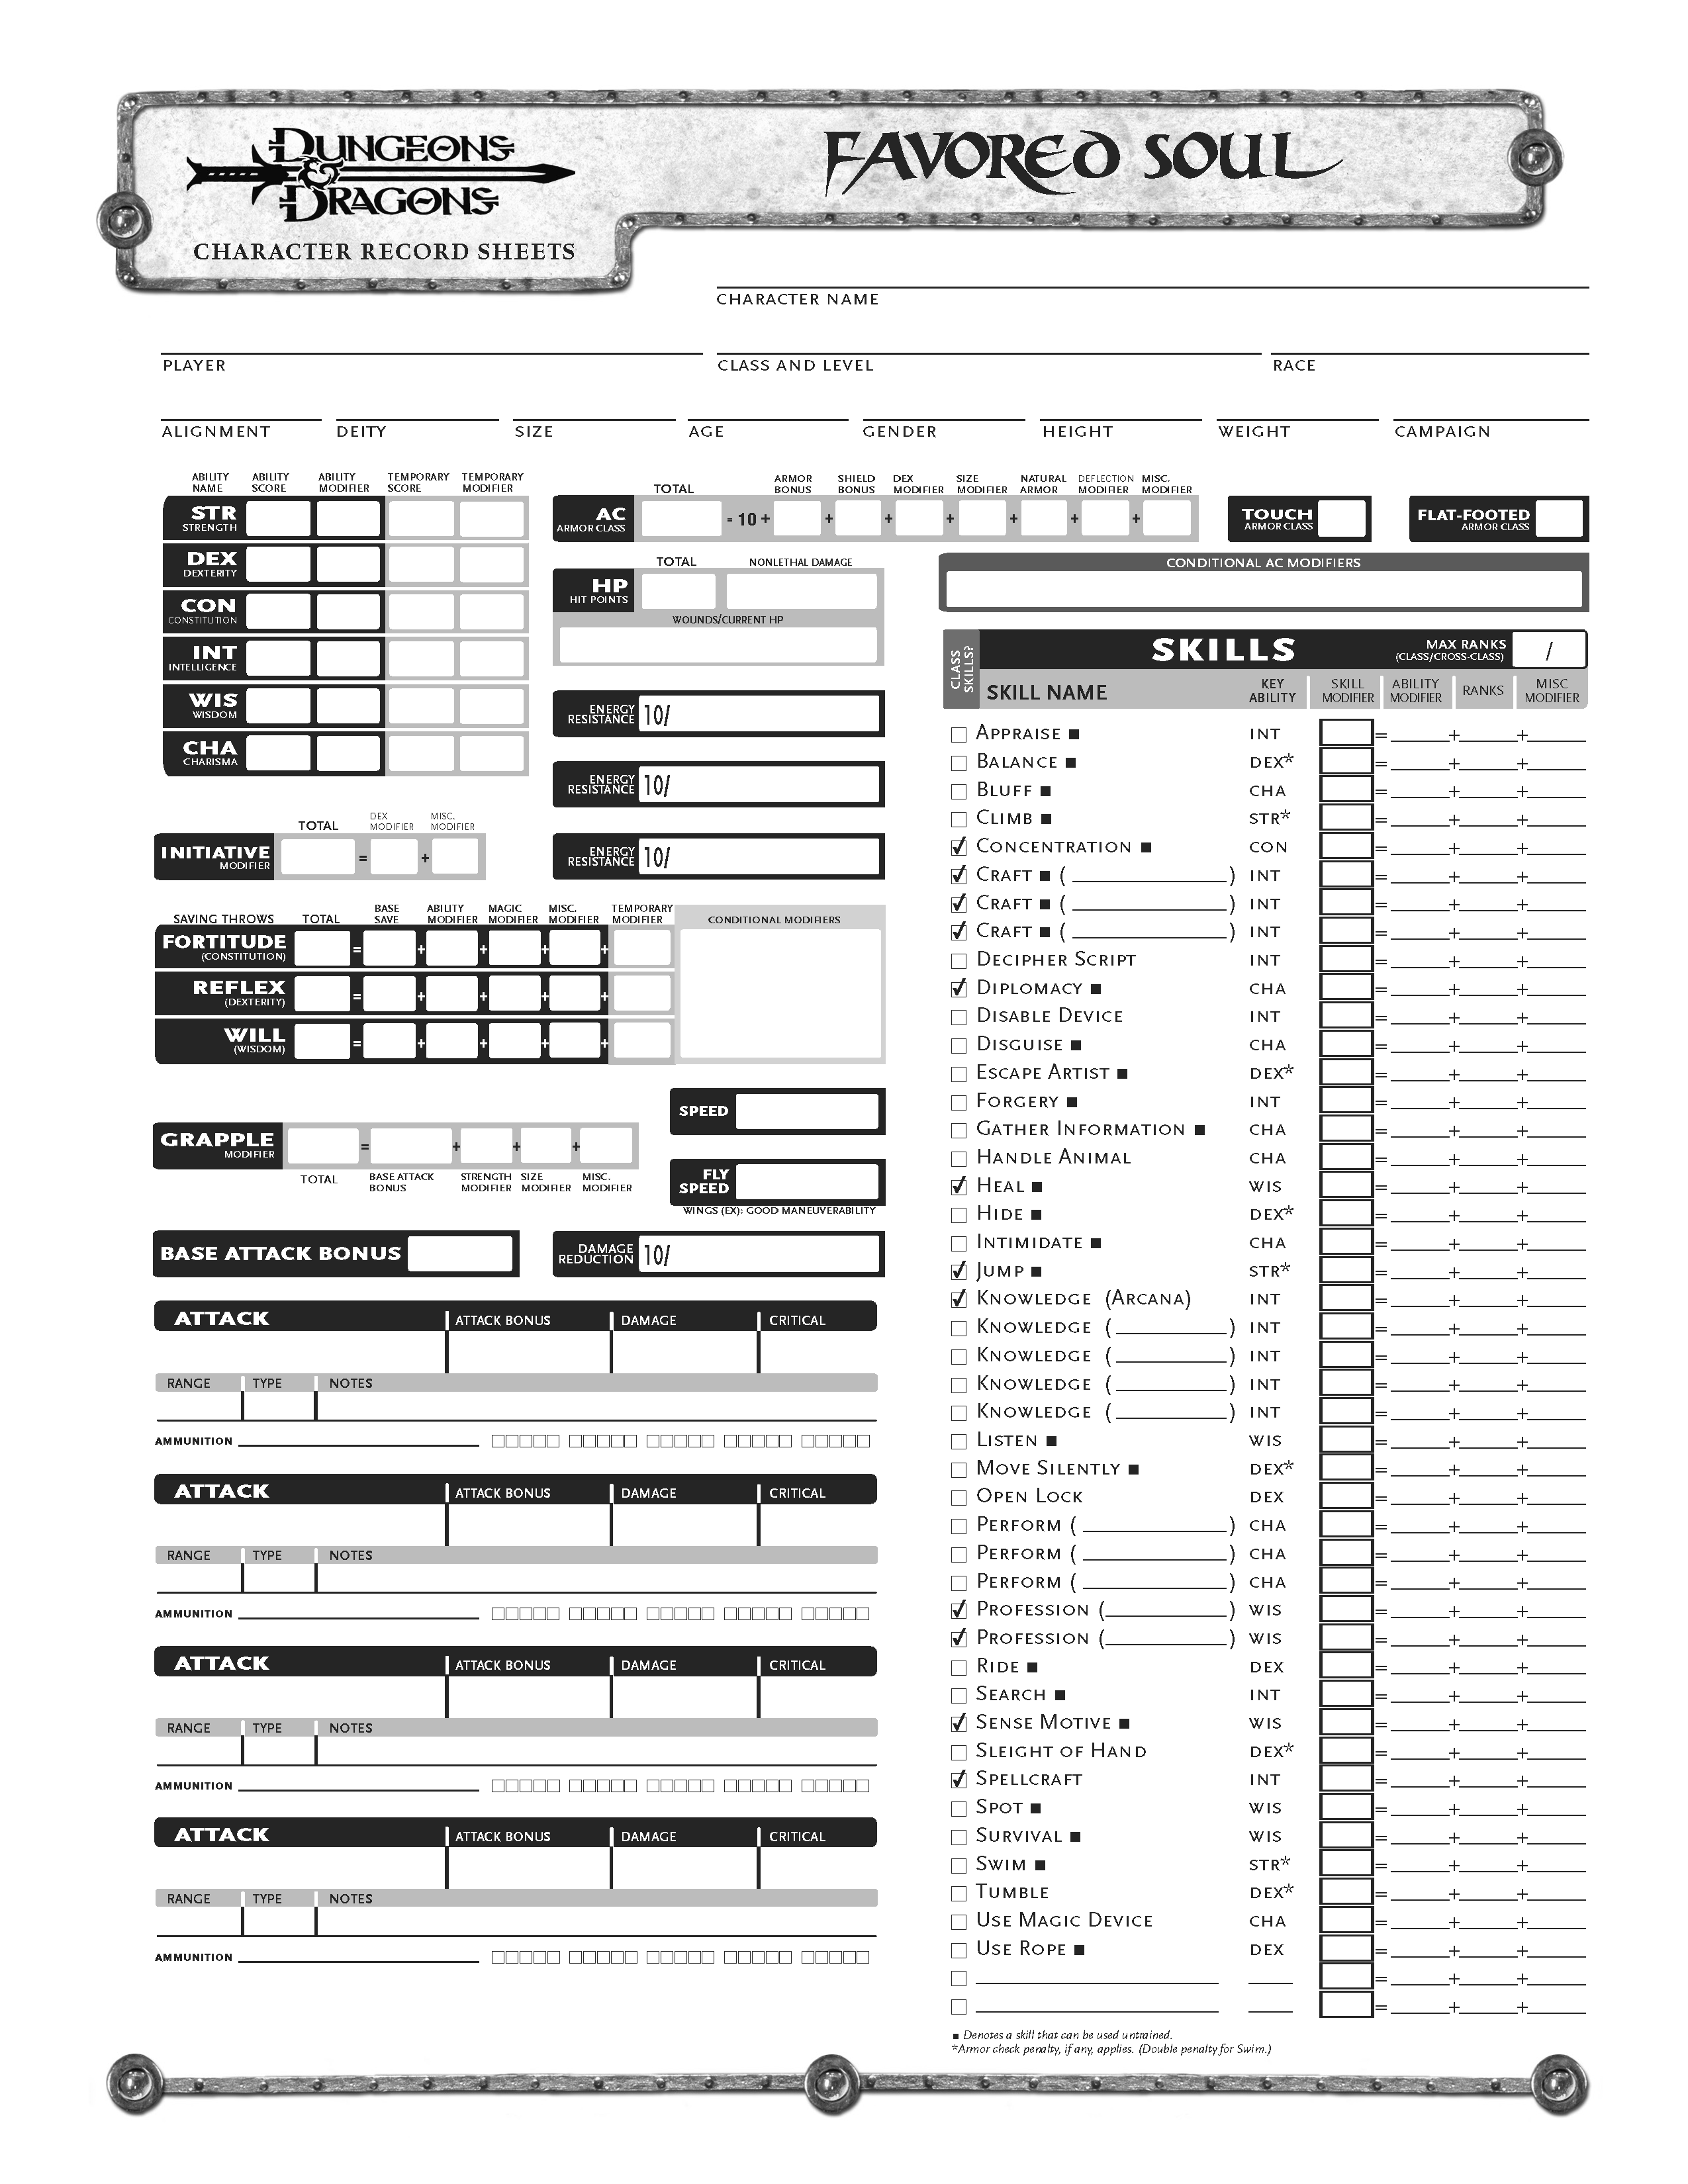 DUNGEONS
&
DRAGONS
CHARACTER RECORD SHEETS
FAVORED SOUL
CHARACTER NAME
PLAYER CLASS AND LEVEL RACE
ALIGNMENT DEITY SIZE AGE GENDER HEIGHT WEIGHT CAMPAIGN
ABILITY NAME ABILITY SCORE ABILITY MODIFIER TEMPORARY SCORE TEMPORARY MODIFIER
STR
STRENGTH
DEX
DEXTERITY
CON
CONSTITUTION
INT
INTELLIGENCE
WIS
WISDOM
CHA
CHARISMA
TOTAL ARMOR BONUS SHIELD BONUS DEX MODIFIER SIZE MODIFIER NATURAL ARMOR DEFLECTION MODIFIER MISC. MODIFIER
AC
ARMOR CLASS
= 10 + + + + + + +
TOUCH
ARMOR CLASS
FLAT-FOOTED
ARMOR CLASS
TOTAL NONLETHAL DAMAGE
HP
HIT POINTS
WOUNDS/CURRENT HP
CONDITIONAL AC MODIFIERS
ENERGY RESISTANCE 10/
ENERGY RESISTANCE 10/
ENERGY RESISTANCE 10/
TOTAL DEX MODIFIER MISC. MODIFIER
INITIATIVE
MODIFIER
= +
SAVING THROWS TOTAL BASE SAVE ABILITY MODIFIER MAGIC MODIFIER MISC. MODIFIER TEMPORARY MODIFIER CONDITIONAL MODIFIERS
FORTITUDE = + + + +
(CONSTITUTION)
REFLEX = + + + +
(DEXTERITY)
WILL = + + + +
(WISDOM)
SPEED
GRAPPLE = + + +
MODIFIER
TOTAL BASE ATTACK BONUS STRENGTH MODIFIER SIZE MODIFIER MISC. MODIFIER
FLY SPEED
WINGS (EX): GOOD MANEUVERABILITY
BASE ATTACK BONUS
DAMAGE REDUCTION 10/
ATTACK ATTACK BONUS DAMAGE CRITICAL
RANGE TYPE NOTES
AMMUNITION
ATTACK ATTACK BONUS DAMAGE CRITICAL
RANGE TYPE NOTES
AMMUNITION
ATTACK ATTACK BONUS DAMAGE CRITICAL
RANGE TYPE NOTES
AMMUNITION
ATTACK ATTACK BONUS DAMAGE CRITICAL
RANGE TYPE NOTES
AMMUNITION
CLASS SKILLS?
SKILLS
MAX RANKS
(CLASS/CROSS-CLASS)
/
SKILL NAME KEY ABILITY SKILL MODIFIER ABILITY MODIFIER RANKS MISC MODIFIER
☐ APPRAISE ■ INT = + +
☐ BALANCE ■ DEX* = + +
☐ BLUFF ■ CHA = + +
☐ CLIMB ■ STR* = + +
☑ CONCENTRATION ■ CON = + +
☑ CRAFT ■ ( ) INT = + +
☑ CRAFT ■ ( ) INT = + +
☑ CRAFT ■ ( ) INT = + +
☐ DECIPHER SCRIPT INT = + +
☑ DIPLOMACY ■ CHA = + +
☐ DISABLE DEVICE INT = + +
☐ DISGUISE ■ CHA = + +
☐ ESCAPE ARTIST ■ DEX* = + +
☐ FORGERY ■ INT = + +
☐ GATHER INFORMATION ■ CHA = + +
☐ HANDLE ANIMAL CHA = + +
☑ HEAL ■ WIS = + +
☐ HIDE ■ DEX* = + +
☐ INTIMIDATE ■ CHA = + +
☑ JUMP ■ STR* = + +
☑ KNOWLEDGE (ARCANA) INT = + +
☐ KNOWLEDGE ( ) INT = + +
☐ KNOWLEDGE ( ) INT = + +
☐ KNOWLEDGE ( ) INT = + +
☐ KNOWLEDGE ( ) INT = + +
☐ LISTEN ■ WIS = + +
☐ MOVE SILENTLY ■ DEX* = + +
☐ OPEN LOCK DEX = + +
☐ PERFORM ( ) CHA = + +
☐ PERFORM ( ) CHA = + +
☐ PERFORM ( ) CHA = + +
☑ PROFESSION ( ) WIS = + +
☑ PROFESSION ( ) WIS = + +
☐ RIDE ■ DEX = + +
☐ SEARCH ■ INT = + +
☑ SENSE MOTIVE ■ WIS = + +
☐ SLEIGHT OF HAND DEX* = + +
☑ SPELLCRAFT INT = + +
☐ SPOT ■ WIS = + +
☐ SURVIVAL ■ WIS = + +
☐ SWIM ■ STR* = + +
☐ TUMBLE DEX* = + +
☐ USE MAGIC DEVICE CHA = + +
☐ USE ROPE ■ DEX = + +
☐ = + +
☐ = + +
■ Denotes a skill that can be used untrained.
*Armor check penalty, if any, applies. (Double penalty for Swim.)